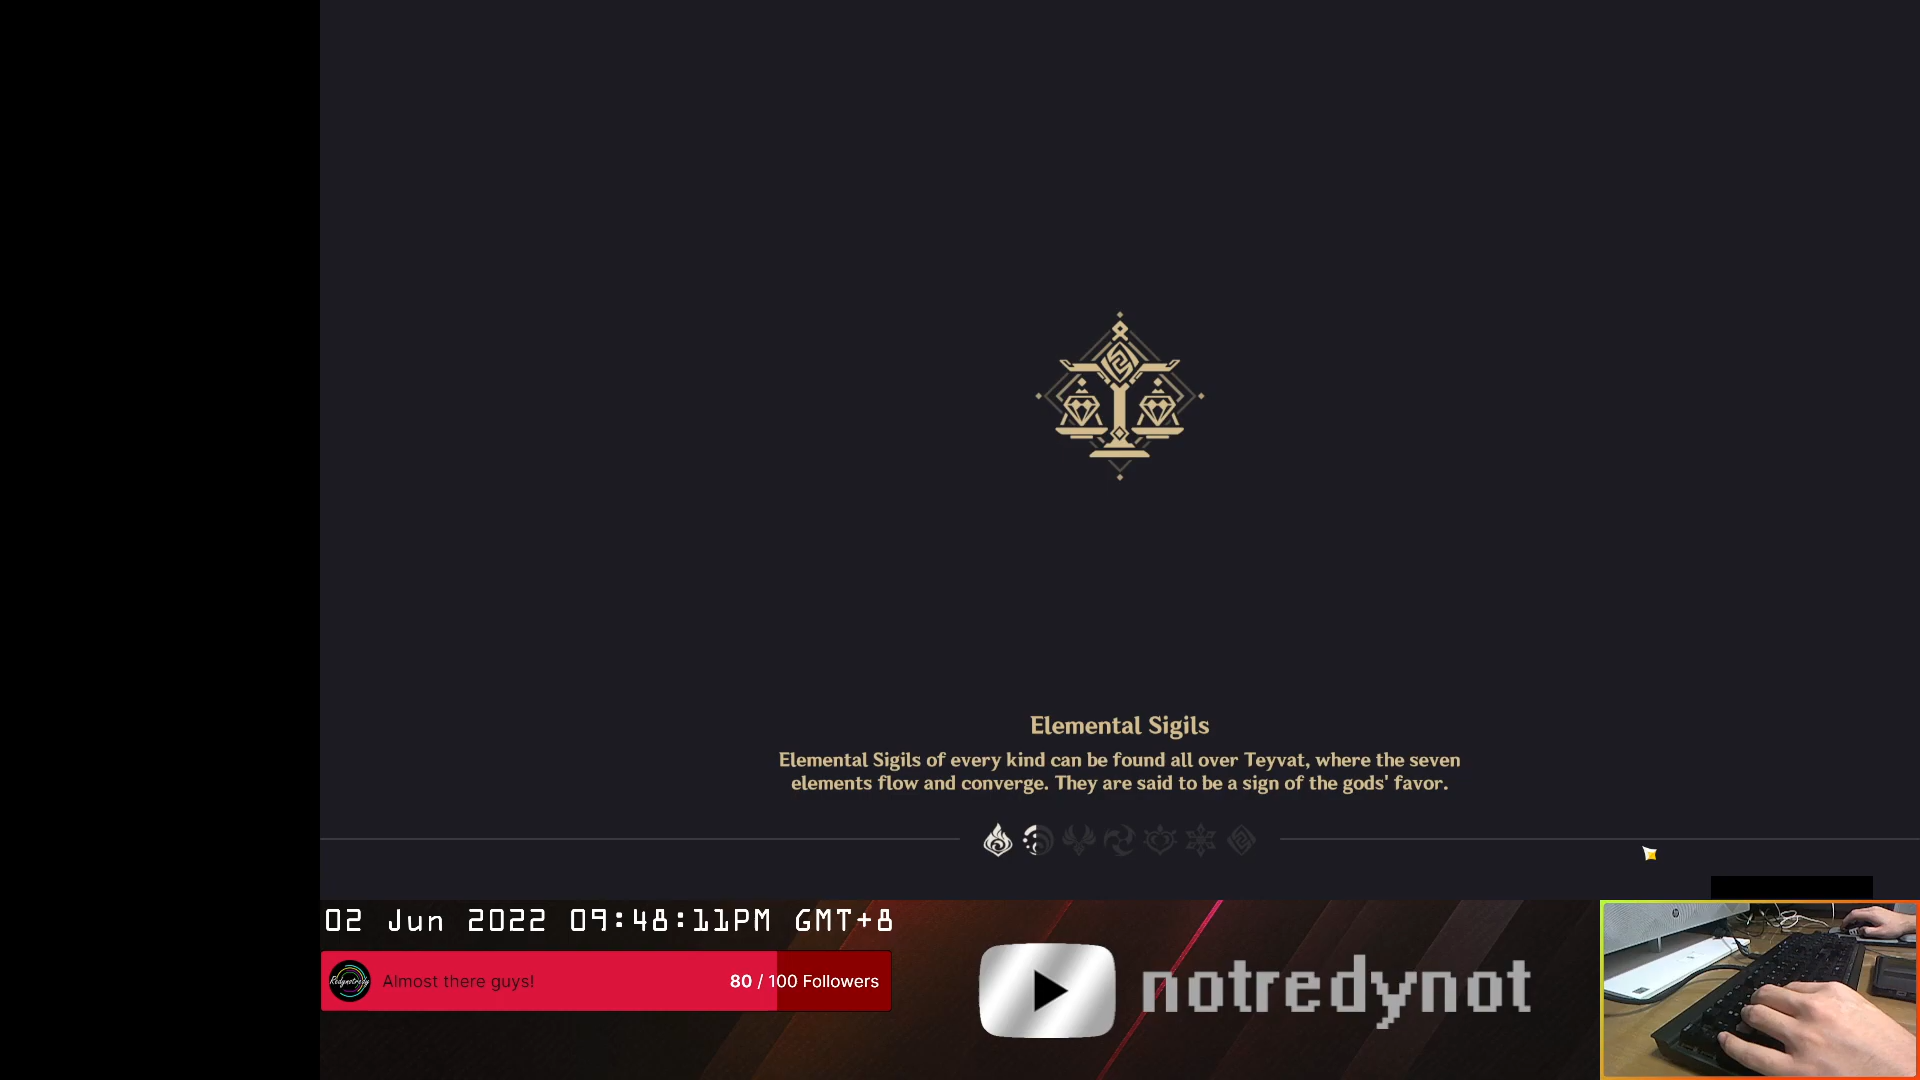 Elemental Sigils
Elemental Sigils of every kind can be found all over Teyvat, where the seven
elements flow and converge. They are said to be a sign of the gods' favor.
02 Jun 2022 09:48:11PM GMT+8
Redynotredy
Almost there guys!
80 / 100 Followers
notredynot